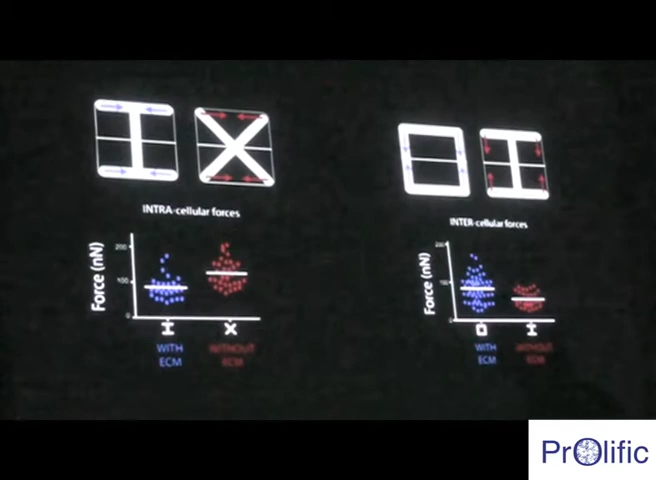 INTRA-cellular forces
INTER-cellular forces
Force (nN)
200
100
0
WITH
ECM
WITHOUT
ECM
Force (nN)
200
100
0
WITH
ECM
WITHOUT
ECM
PrOlific